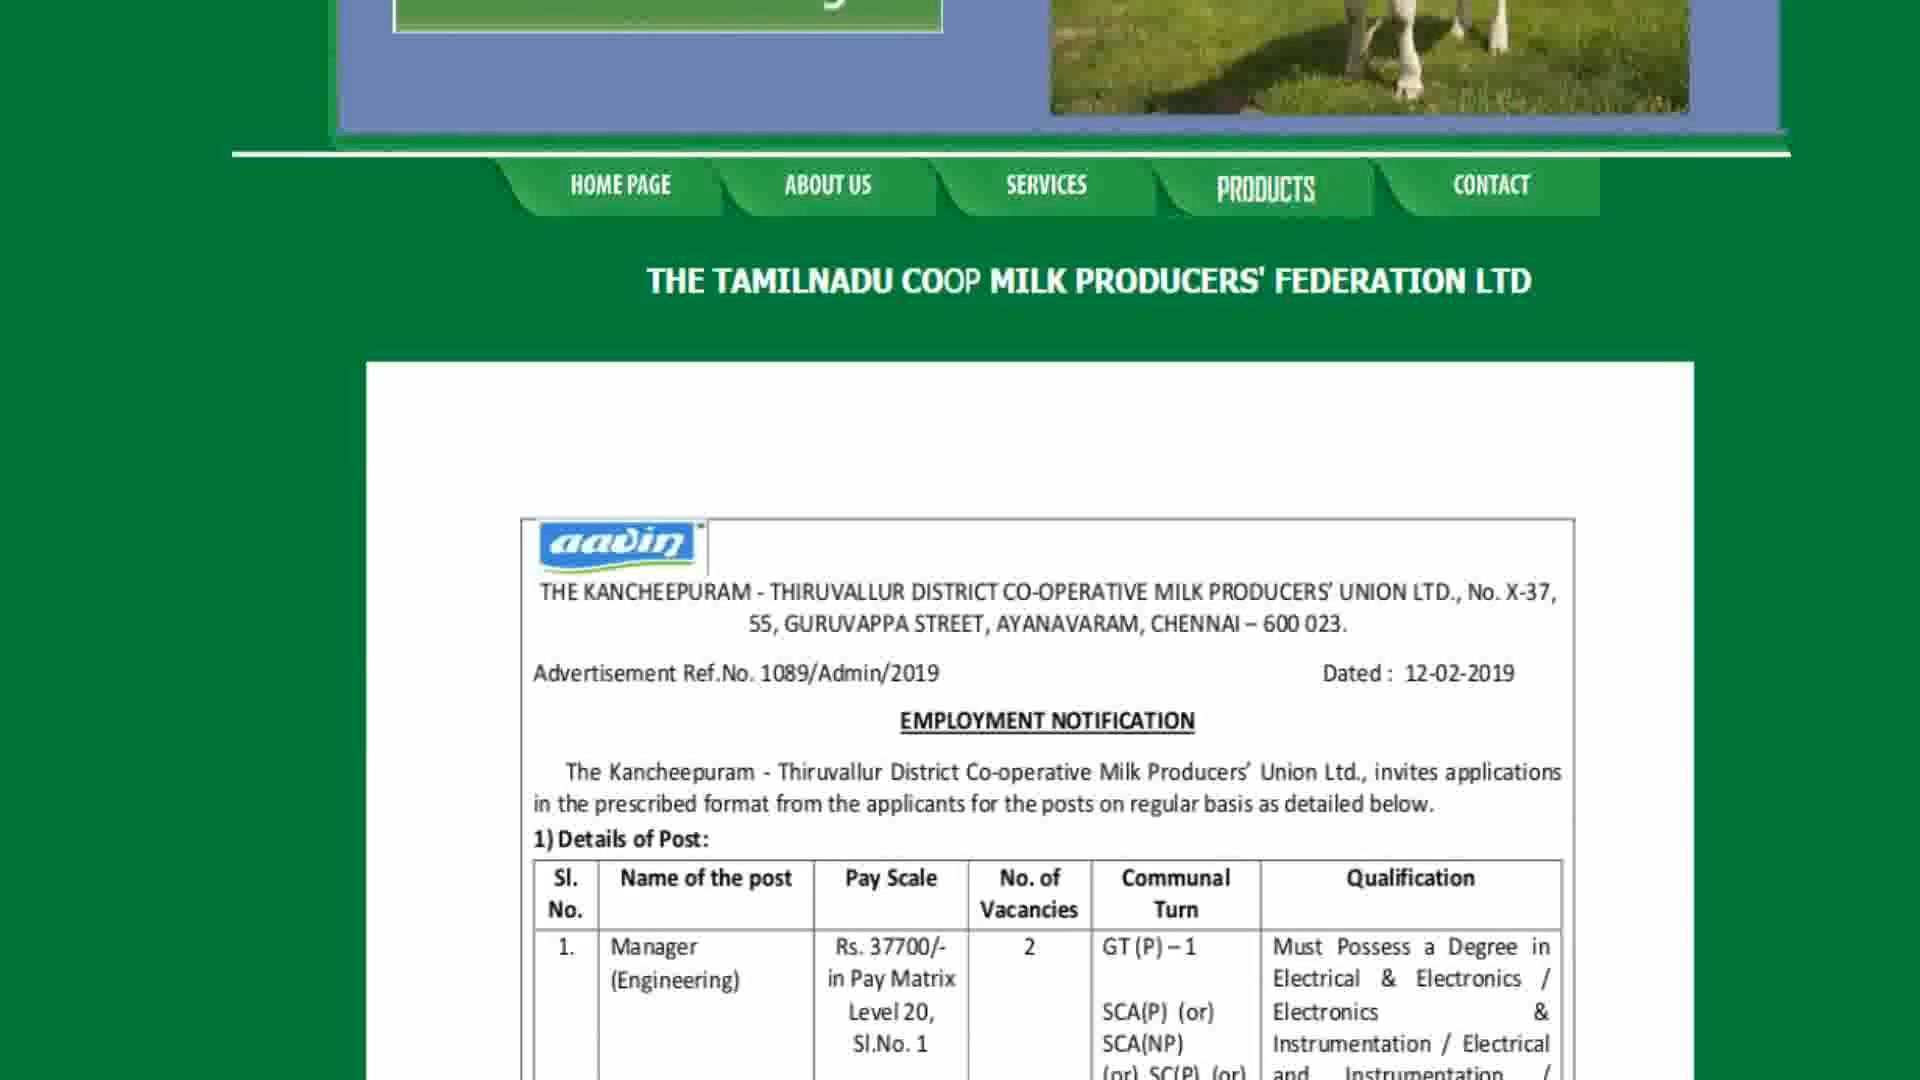 HOME PAGE
ABOUT US
SERVICES
PRODUCTS
CONTACT
THE TAMILNADU COOP MILK PRODUCERS' FEDERATION LTD
aavin
THE KANCHEEPURAM - THIRUVALLUR DISTRICT CO-OPERATIVE MILK PRODUCERS' UNION LTD., No. X-37,
55, GURUVAPPA STREET, AYANAVARAM, CHENNAI – 600 023.
Advertisement Ref.No. 1089/Admin/2019 Dated : 12-02-2019
EMPLOYMENT NOTIFICATION
The Kancheepuram - Thiruvallur District Co-operative Milk Producers' Union Ltd., invites applications
in the prescribed format from the applicants for the posts on regular basis as detailed below.
1) Details of Post:
Sl. No.
Name of the post
Pay Scale
No. of Vacancies
Communal Turn
Qualification
1.
Manager
(Engineering)
Rs. 37700/-
in Pay Matrix
Level 20,
Sl.No. 1
2
GT (P) – 1
SCA(P) (or)
SCA(NP)
(or) SC(P) (or)
Must Possess a Degree in
Electrical & Electronics /
Electronics &
Instrumentation / Electrical
and Instrumentation /